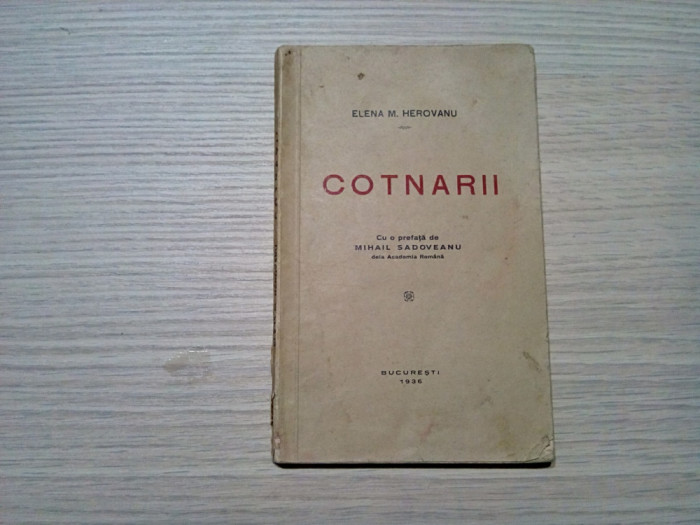 ELENA M. HEROVANU
COTNARII
Cu o prefață de
MIHAIL SADOVEANU
dela Academia Română
BUCUREȘTI
1936